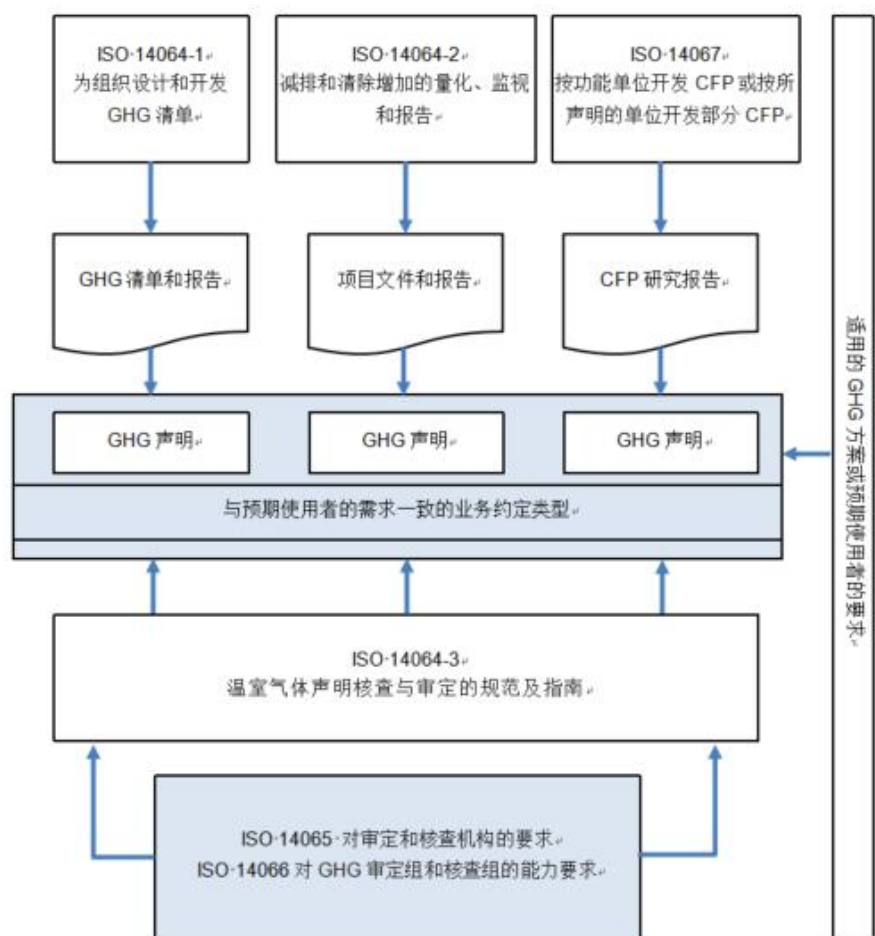 ISO·14064-1
为组织设计和开发
GHG 清单
ISO·14064-2
减排和清除增加的量化、监视
和报告
ISO·14067
按功能单位开发 CFP 或按所
声明的单位开发部分 CFP
GHG 清单和报告
项目文件和报告
CFP 研究报告
GHG 声明
GHG 声明
GHG 声明
与预期使用者的需求一致的业务约定类型
适用的 GHG 方案或预期使用者的要求
ISO·14064-3
温室气体声明核查与审定的规范及指南
ISO·14065·对审定和核查机构的要求
ISO·14066 对 GHG 审定组和核查组的能力要求